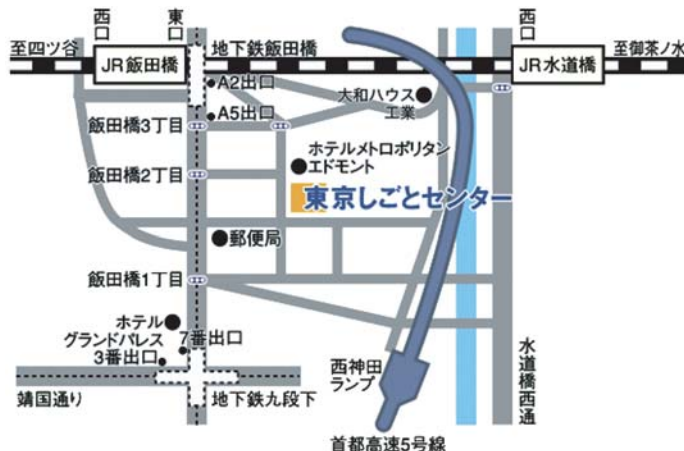 西口
東口
西口
至四ツ谷
JR飯田橋
地下鉄飯田橋
JR水道橋
至御茶ノ水
A2出口
大和ハウス
工業
A5出口
飯田橋3丁目
ホテルメトロポリタン
エドモント
飯田橋2丁目
東京しごとセンター
郵便局
飯田橋1丁目
ホテル
グランドパレス
7番出口
3番出口
西神田
ランプ
水道橋西通
靖国通り
地下鉄九段下
首都高速5号線